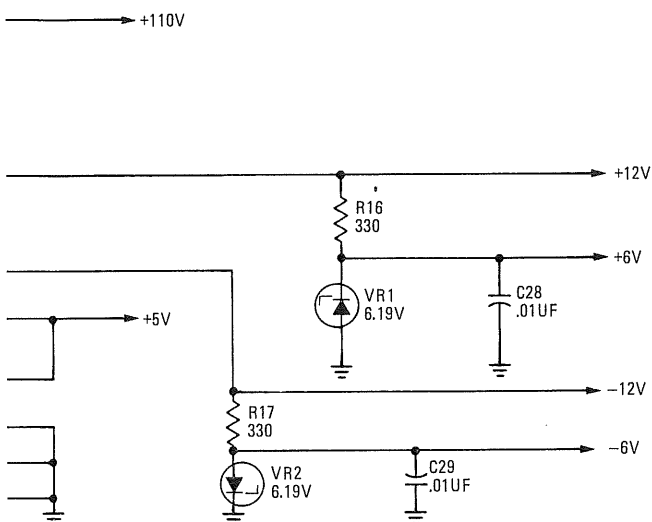 +110V
+12V
R16
330
+6V
VR1
6.19V
C28
.01UF
+5V
−12V
R17
330
−6V
VR2
6.19V
C29
.01UF